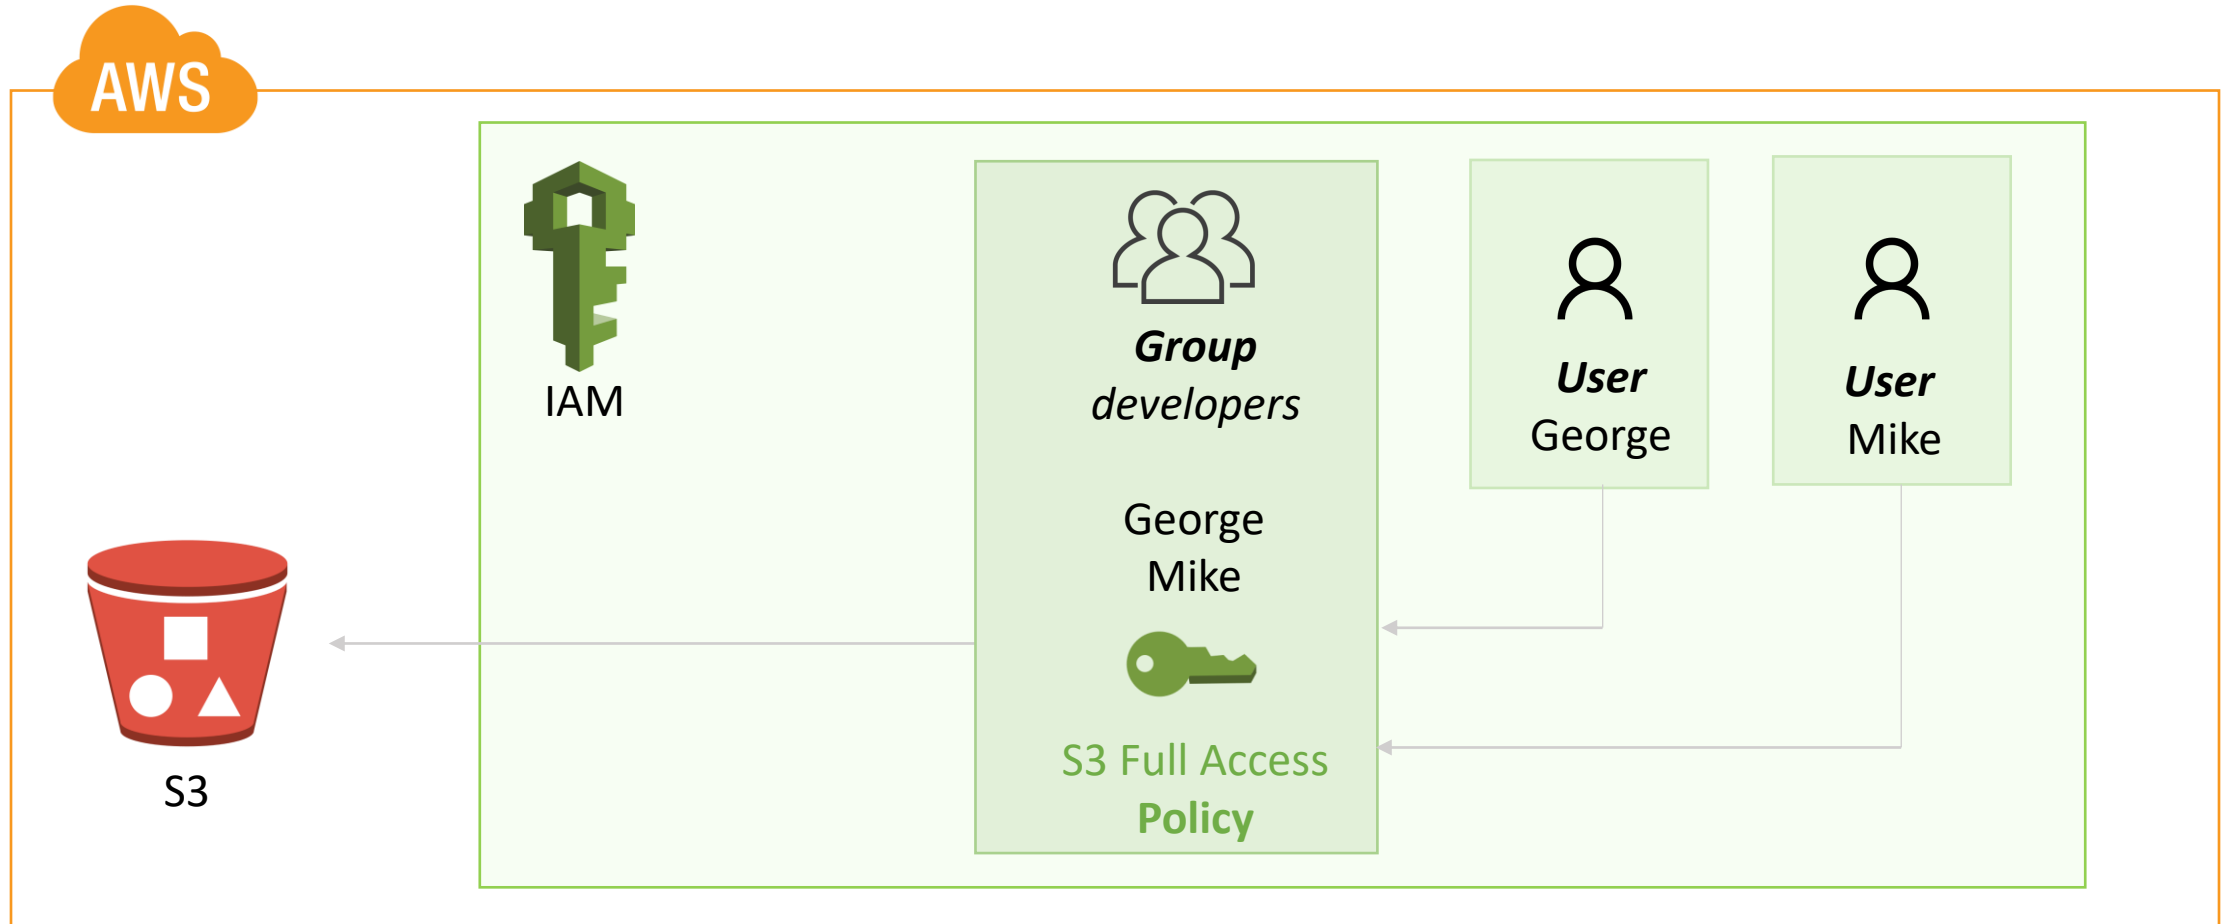 AWS
IAM
Group
developers
George
Mike
S3 Full Access
Policy
User
George
User
Mike
S3